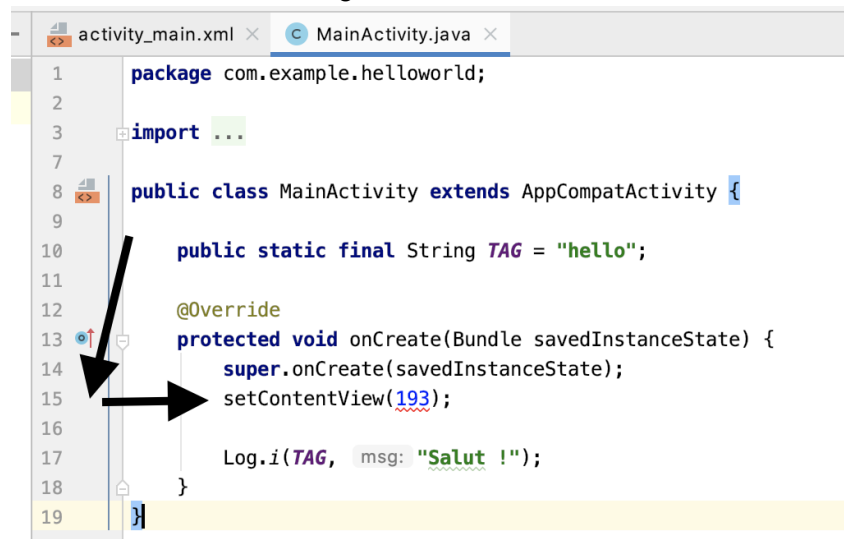 activity_main.xml MainActivity.java
1 package com.example.helloworld;
2
3 import ...
7
8 public class MainActivity extends AppCompatActivity {
9
10 public static final String TAG = "hello";
11
12 @Override
13 protected void onCreate(Bundle savedInstanceState) {
14 super.onCreate(savedInstanceState);
15 setContentView(193);
16
17 Log.i(TAG, msg: "Salut !");
18 }
19 }